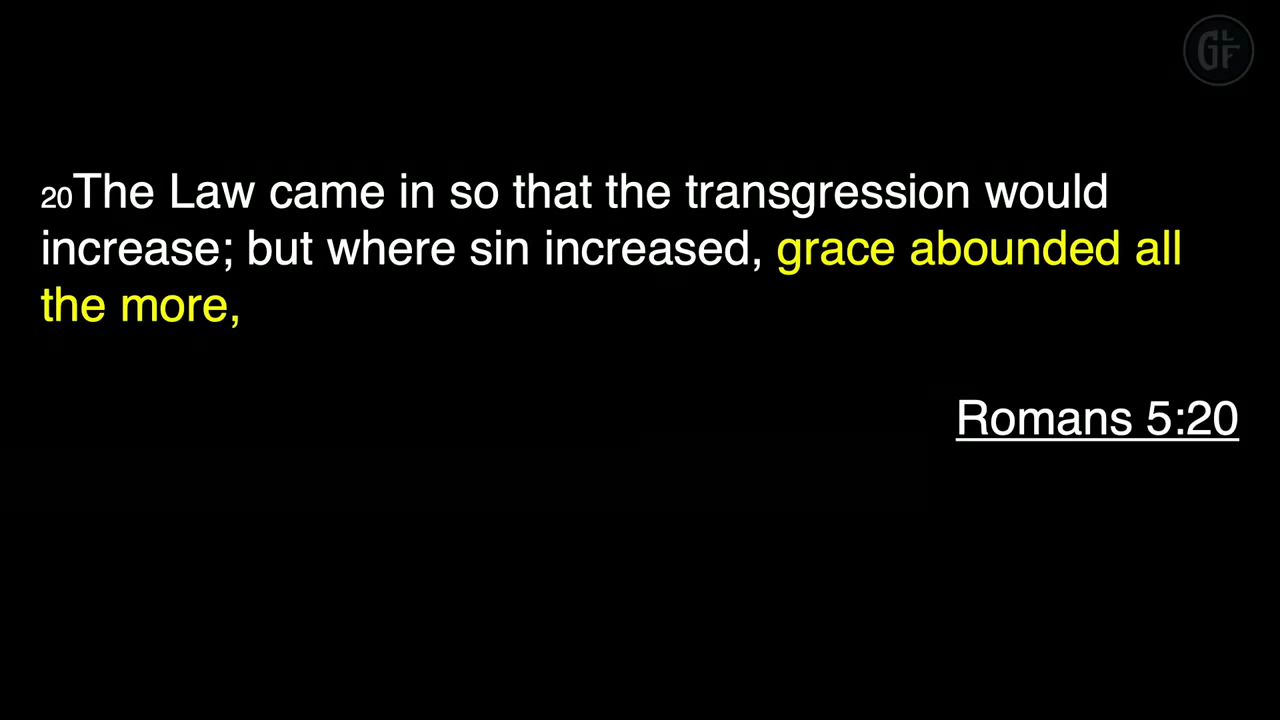 GF
20The Law came in so that the transgression would
increase; but where sin increased, grace abounded all
the more,
Romans 5:20